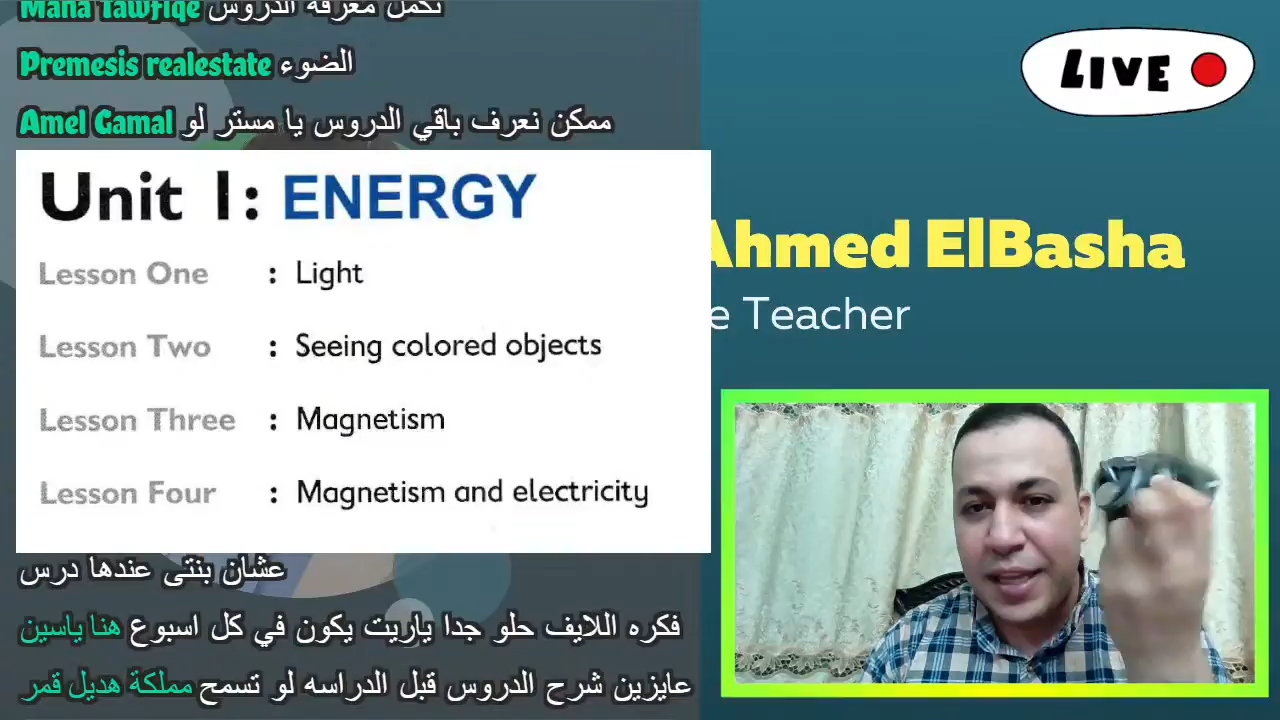 Mana Tawfiqe نكمل معرفة الدروس
Premesis realestate الضوء
Amel Gamal ممكن نعرف باقي الدروس يا مستر لو
Unit 1: ENERGY
Lesson One : Light
Lesson Two : Seeing colored objects
Lesson Three : Magnetism
Lesson Four : Magnetism and electricity
عشان بنتى عندها درس
هنا ياسين فكره اللايف حلو جدا ياريت يكون في كل اسبوع
مملكة هديل قمر عايزين شرح الدروس قبل الدراسه لو تسمح
LIVE
Ahmed ElBasha
e Teacher